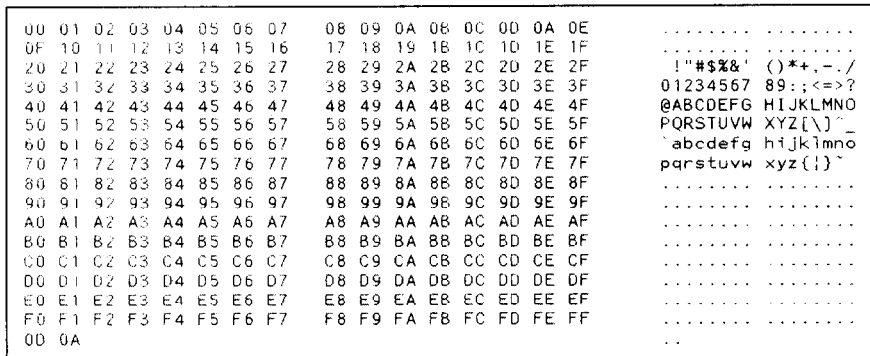 00 01 02 03 04 05 06 07 08 09 0A 0B 0C 0D 0A 0E ........ ........
0F 10 11 12 13 14 15 16 17 18 19 1B 1C 1D 1E 1F ........ ........
20 21 22 23 24 25 26 27 28 29 2A 2B 2C 2D 2E 2F !"#$%&' ()*+,-./
30 31 32 33 34 35 36 37 38 39 3A 3B 3C 3D 3E 3F 01234567 89:;<=>?
40 41 42 43 44 45 46 47 48 49 4A 4B 4C 4D 4E 4F @ABCDEFG HIJKLMNO
50 51 52 53 54 55 56 57 58 59 5A 5B 5C 5D 5E 5F PQRSTUVW XYZ[\]^_
60 61 62 63 64 65 66 67 68 69 6A 6B 6C 6D 6E 6F `abcdefg hijklmno
70 71 72 73 74 75 76 77 78 79 7A 7B 7C 7D 7E 7F pqrstuvw xyz{|}~
80 81 82 83 84 85 86 87 88 89 8A 8B 8C 8D 8E 8F ........ ........
90 91 92 93 94 95 96 97 98 99 9A 9B 9C 9D 9E 9F ........ ........
A0 A1 A2 A3 A4 A5 A6 A7 A8 A9 AA AB AC AD AE AF ........ ........
B0 B1 B2 B3 B4 B5 B6 B7 B8 B9 BA BB BC BD BE BF ........ ........
C0 C1 C2 C3 C4 C5 C6 C7 C8 C9 CA CB CC CD CE CF ........ ........
D0 D1 D2 D3 D4 D5 D6 D7 D8 D9 DA DB DC DD DE DF ........ ........
E0 E1 E2 E3 E4 E5 E6 E7 E8 E9 EA EB EC ED EE EF ........ ........
F0 F1 F2 F3 F4 F5 F6 F7 F8 F9 FA FB FC FD FE FF ........ ........
0D 0A ..